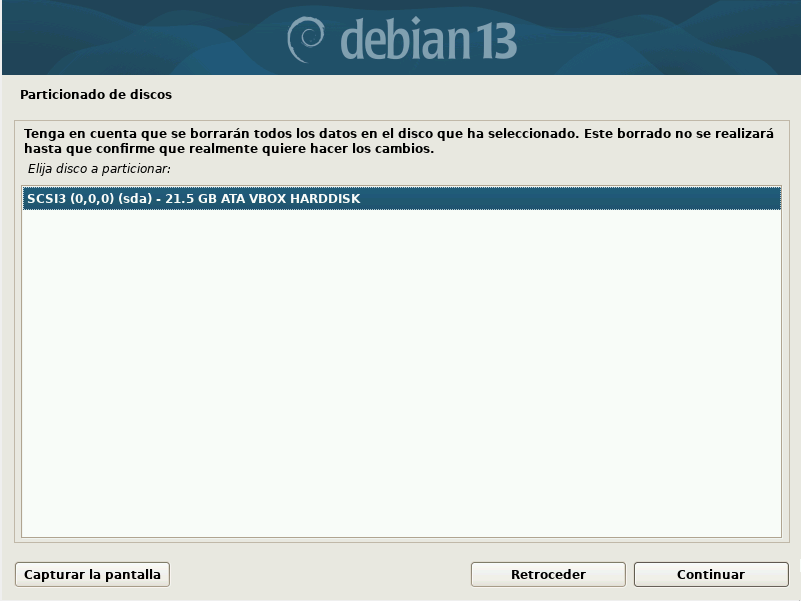 debian 13
Particionado de discos
Tenga en cuenta que se borrarán todos los datos en el disco que ha seleccionado. Este borrado no se realizará
hasta que confirme que realmente quiere hacer los cambios.
Elija disco a particionar:
SCSI3 (0,0,0) (sda) - 21.5 GB ATA VBOX HARDDISK
Capturar la pantalla
Retroceder
Continuar